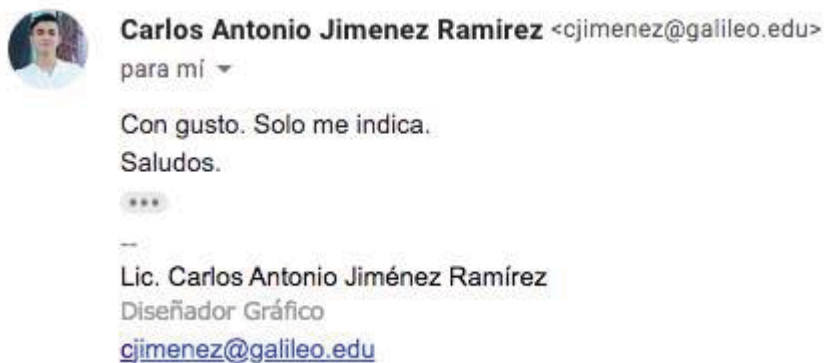 Carlos Antonio Jimenez Ramirez <cjimenez@galileo.edu>
para mí
Con gusto. Solo me indica.
Saludos.
--
Lic. Carlos Antonio Jiménez Ramírez
Diseñador Gráfico
cjimenez@galileo.edu